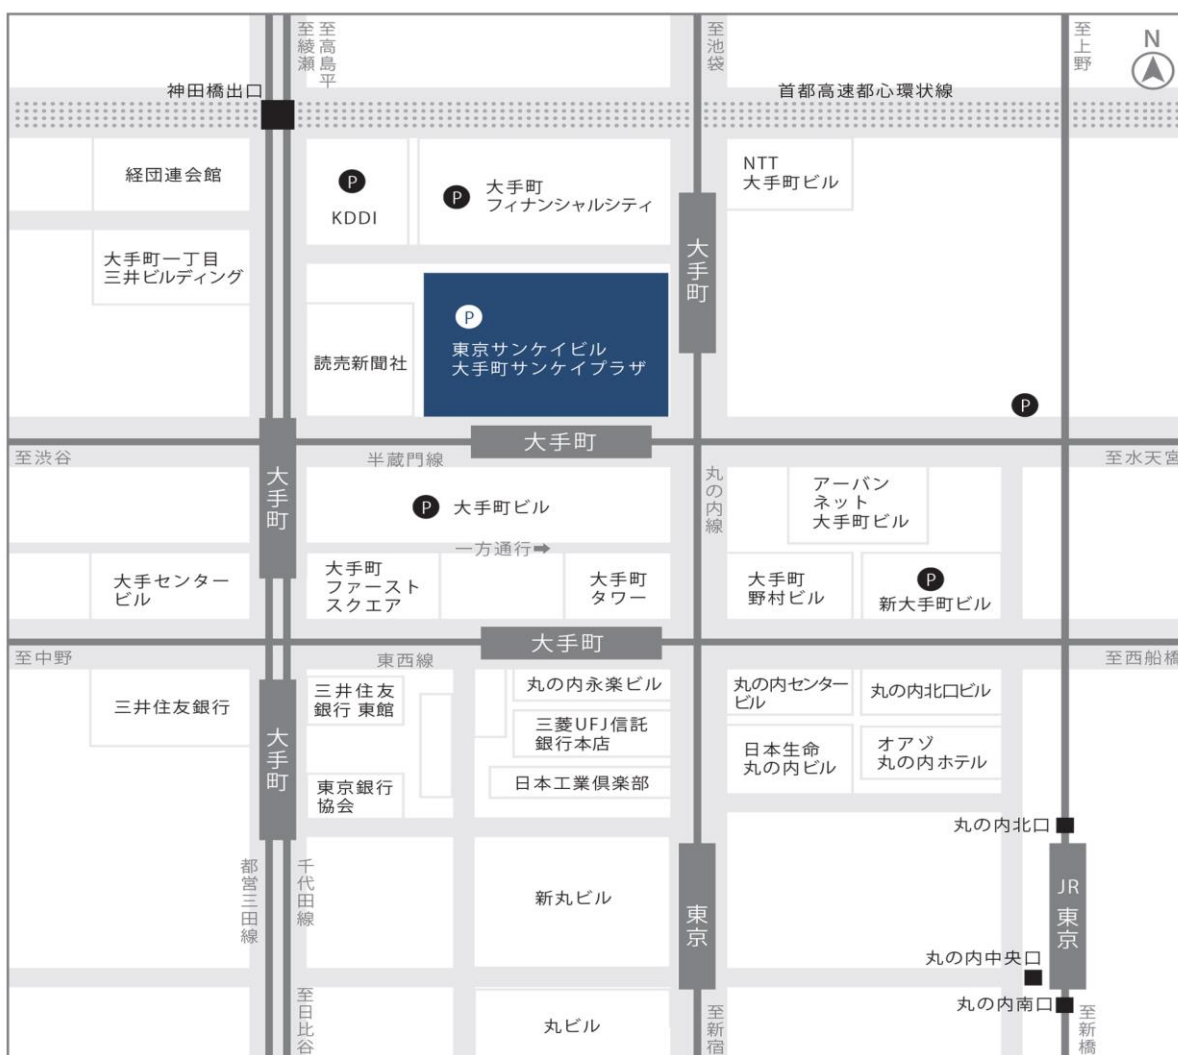 至綾瀬
至高島平
至池袋
至上野
N
神田橋出口
首都高速都心環状線
経団連会館
P
KDDI
P
大手町
フィナンシャルシティ
NTT
大手町ビル
大手町一丁目
三井ビルディング
大手町
P
東京サンケイビル
大手町サンケイプラザ
読売新聞社
P
大手町
至渋谷
半蔵門線
至水天宮
大手町
P
大手町ビル
丸の内線
アーバン
ネット
大手町ビル
一方通行➡
大手センター
ビル
大手町
ファースト
スクエア
大手町
タワー
大手町
野村ビル
P
新大手町ビル
大手町
至中野
東西線
至西船橋
三井住友銀行
大手町
三井住友
銀行 東館
丸の内永楽ビル
三菱UFJ信託
銀行本店
丸の内センター
ビル
丸の内北口ビル
日本生命
丸の内ビル
オアゾ
丸の内ホテル
東京銀行
協会
日本工業倶楽部
丸の内北口
都営三田線
千代田線
新丸ビル
東京
JR
東京
丸の内中央口
丸の内南口
至日比谷
丸ビル
至新宿
至新橋